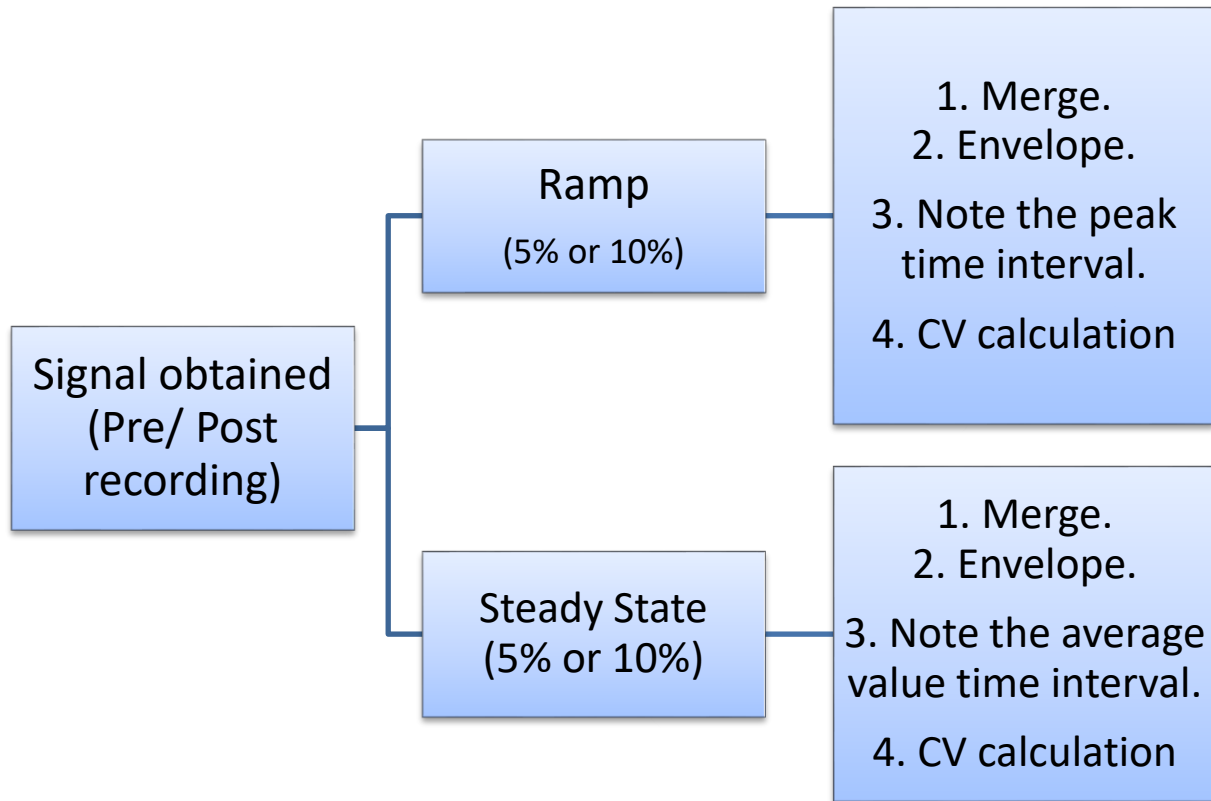 Signal obtained
(Pre/ Post
recording)
Ramp
(5% or 10%)
1. Merge.
2. Envelope.
3. Note the peak
time interval.
4. CV calculation
Steady State
(5% or 10%)
1. Merge.
2. Envelope.
3. Note the average
value time interval.
4. CV calculation